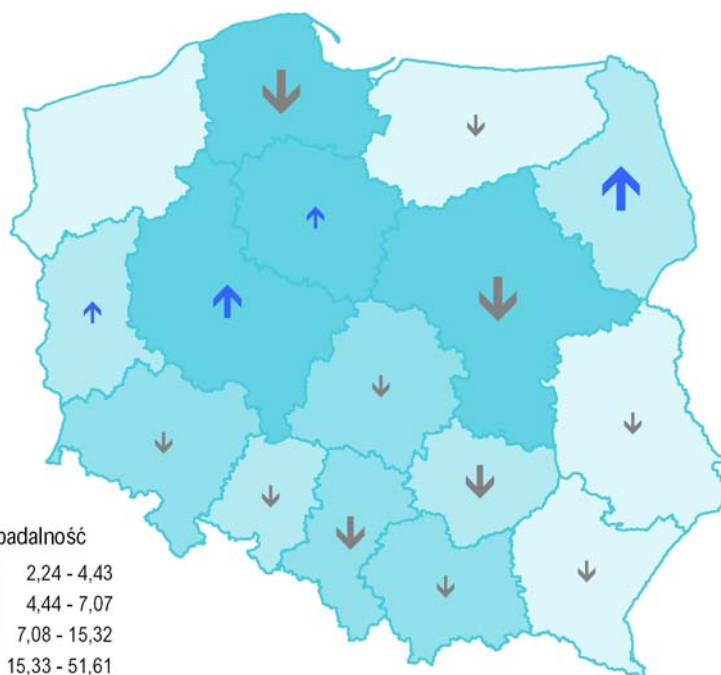 padalność
2,24 - 4,43
4,44 - 7,07
7,08 - 15,32
15,33 - 51,61